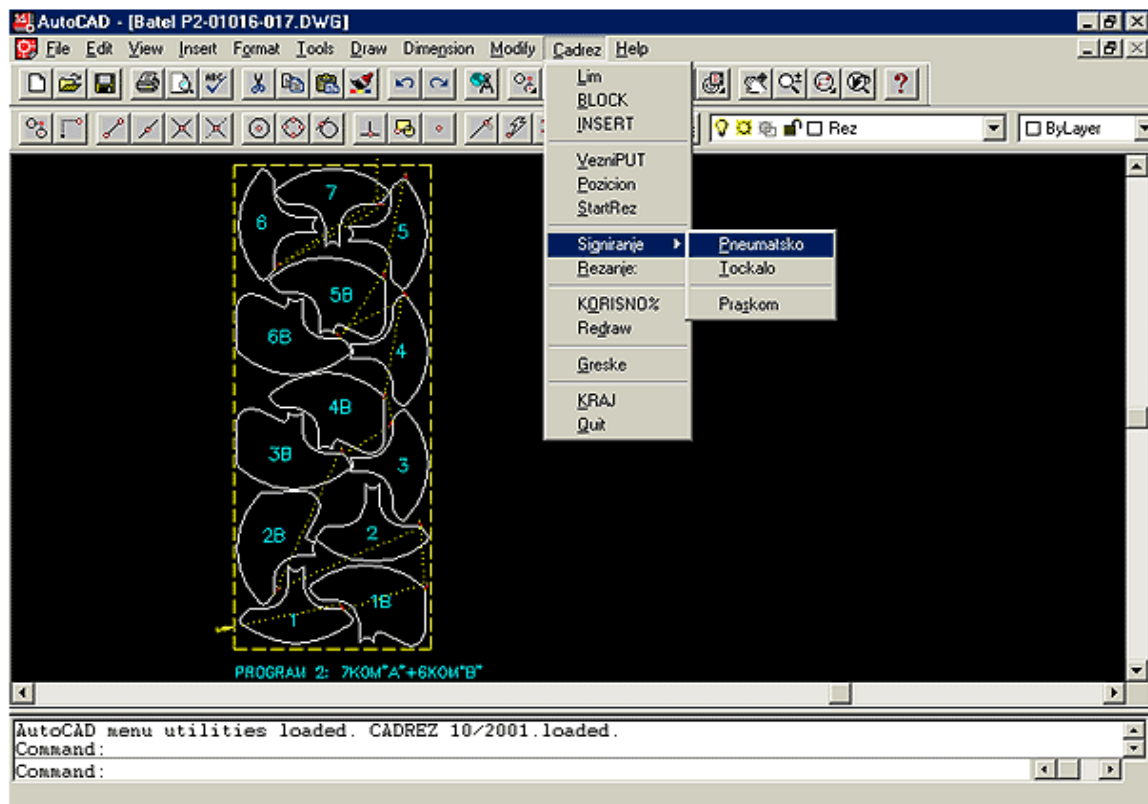 AutoCAD - [Batel P2-01016-017.DWG]
File Edit View Insert Format Tools Draw Dimension Modify Cadrez Help
Lim
BLOCK
INSERT
Rez
ByLayer
VezniPUT
Pozicion
StartRez
Signiranje
Pneumatsko
Rezanje:
Tockalo
KORISNO%
Praskom
Redraw
Greske
KRAJ
Quit
7
6
5
5B
6B
4
4B
3B
3
2B
2
1B
1
PROGRAM 2: 7KOM"A"+6KOM"B"
AutoCAD menu utilities loaded. CADREZ 10/2001.loaded.
Command:
Command: